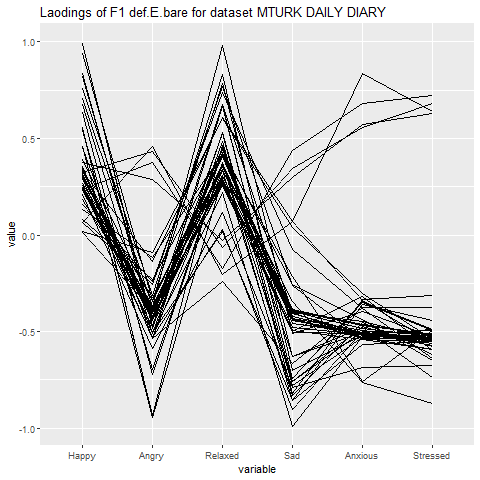 Laodings of F1 def.E.bare for dataset MTURK DAILY DIARY
1.0
0.5
0.0
-0.5
-1.0
value
Happy Angry Relaxed Sad Anxious Stressed
variable